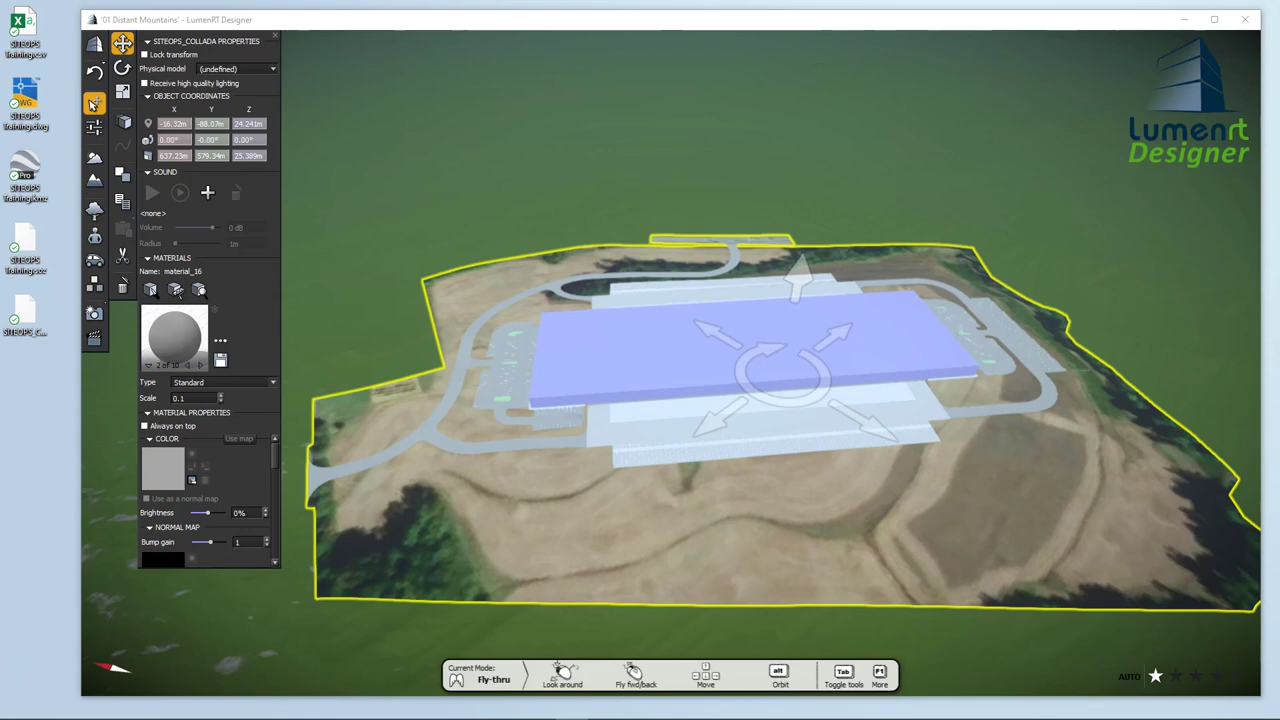 SITEOPS
Training.csv
WG
SITEOPS
Training.dwg
Pro
SITEOPS
Training.kmz
SITEOPS
Training.soz
SITEOPS_C...
'01 Distant Mountains' - LumenRT Designer
SITEOPS_COLLADA PROPERTIES
Lock transform
Physical model (undefined)
Receive high quality lighting
OBJECT COORDINATES
X Y Z
-16.32m -88.07m 24.241m
0.00° -0.00° 0.00°
637.23m 579.34m 25.389m
SOUND
<none>
Volume 0 dB
Radius 1m
MATERIALS
Name: material_16
2 of 10
Type Standard
Scale 0.1
MATERIAL PROPERTIES
Always on top
COLOR Use map
Use as a normal map
Brightness 0%
NORMAL MAP
Bump gain 1
Lumenrt
Designer
Current Mode:
Fly-thru
Look around
Fly fwd/back
Move
alt
Orbit
Tab
Toggle tools
F1
More
AUTO